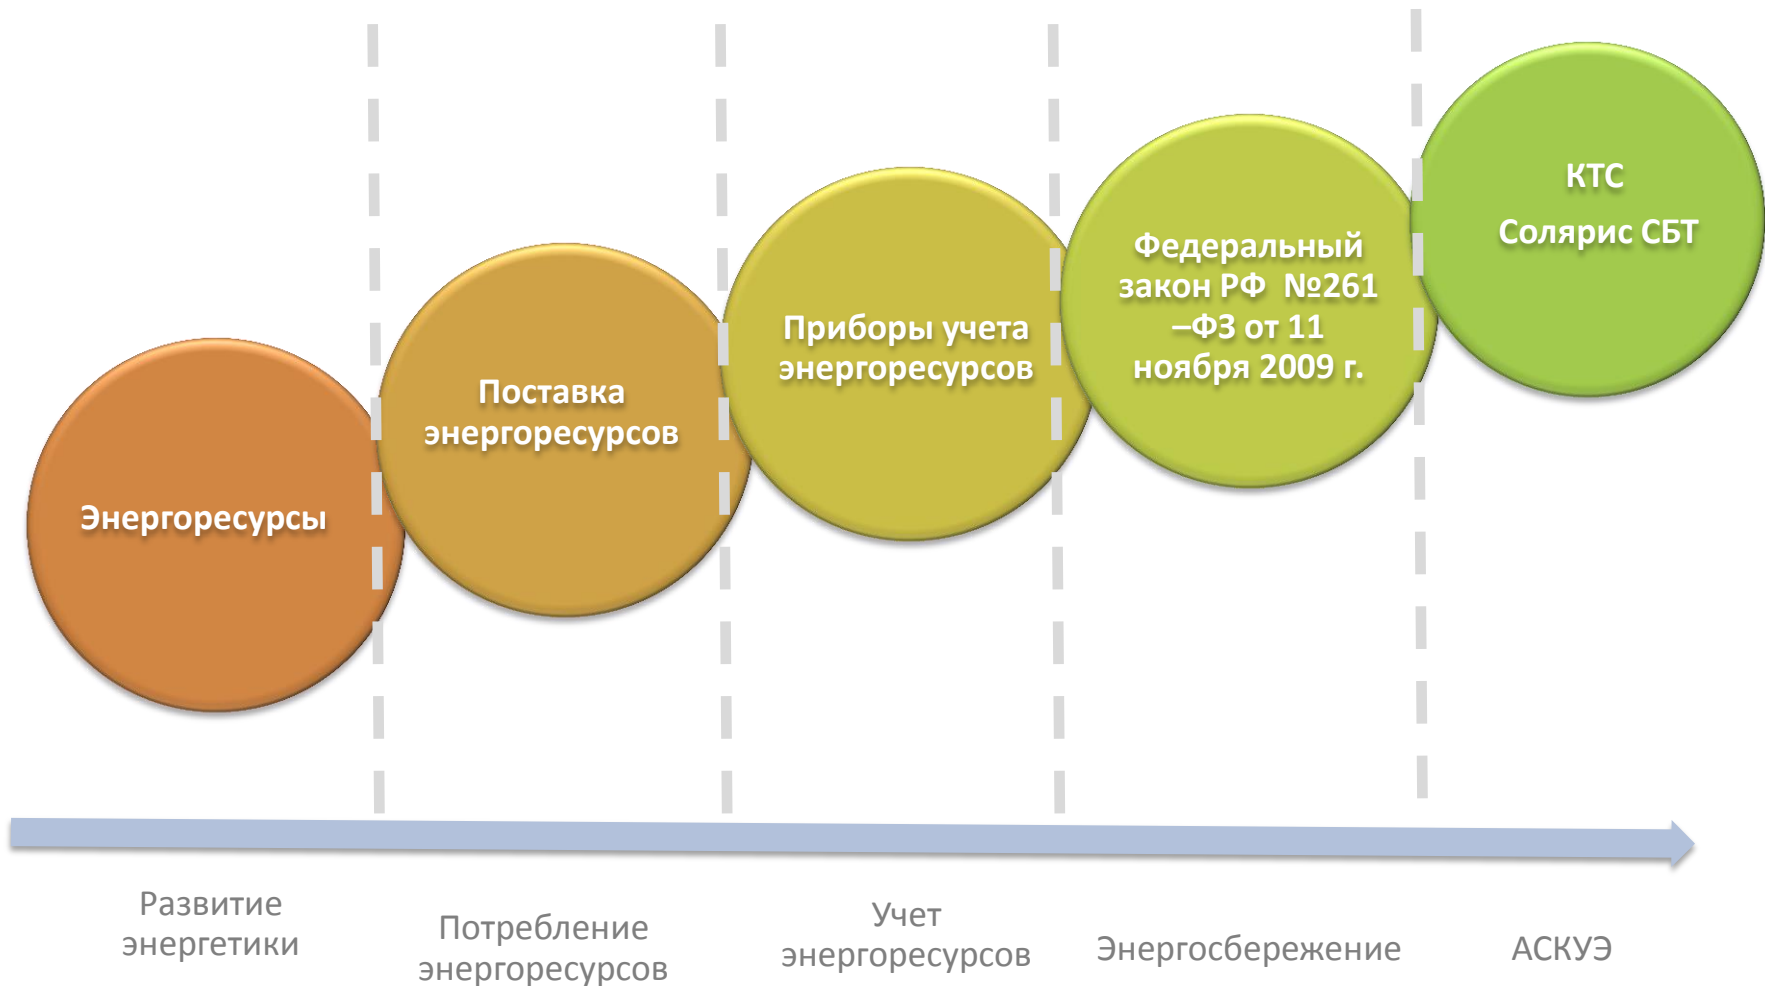 Энергоресурсы
Поставка
энергоресурсов
Приборы учета
энергоресурсов
Федеральный
закон РФ №261
–ФЗ от 11
ноября 2009 г.
КТС
Солярис СБТ
Развитие
энергетики
Потребление
энергоресурсов
Учет
энергоресурсов
Энергосбережение
АСКУЭ